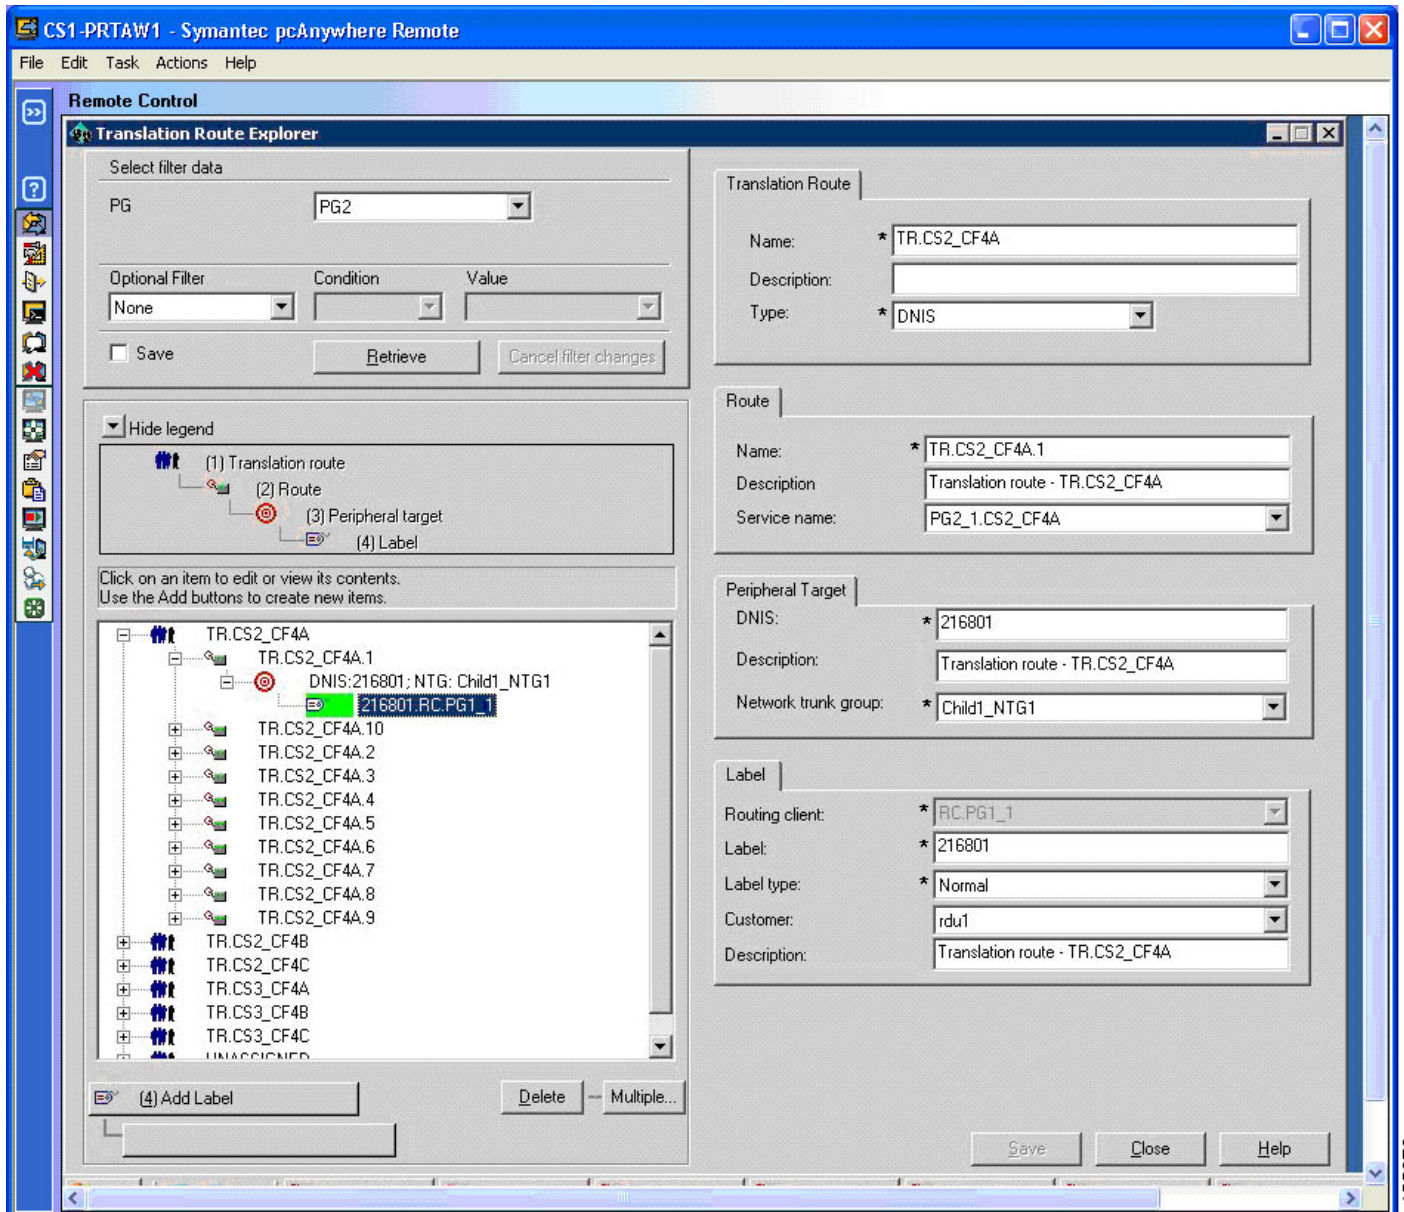 CS1-PRTAW1 - Symantec pcAnywhere Remote
File Edit Task Actions Help
Remote Control
Translation Route Explorer
Select filter data
PG
PG2
Optional Filter Condition Value
None
Save
Retrieve
Cancel filter changes
Hide legend
(1) Translation route
(2) Route
(3) Peripheral target
(4) Label
Click on an item to edit or view its contents.
Use the Add buttons to create new items.
TR.CS2_CF4A
TR.CS2_CF4A.1
DNIS:216801; NTG: Child1_NTG1
216801.RC.PG1_1
TR.CS2_CF4A.10
TR.CS2_CF4A.2
TR.CS2_CF4A.3
TR.CS2_CF4A.4
TR.CS2_CF4A.5
TR.CS2_CF4A.6
TR.CS2_CF4A.7
TR.CS2_CF4A.8
TR.CS2_CF4A.9
TR.CS2_CF4B
TR.CS2_CF4C
TR.CS3_CF4A
TR.CS3_CF4B
TR.CS3_CF4C
UNASSIGNED
(4) Add Label
Delete
Multiple...
Translation Route
Name: * TR.CS2_CF4A
Description:
Type: * DNIS
Route
Name: * TR.CS2_CF4A.1
Description Translation route - TR.CS2_CF4A
Service name: PG2_1.CS2_CF4A
Peripheral Target
DNIS: * 216801
Description: Translation route - TR.CS2_CF4A
Network trunk group: * Child1_NTG1
Label
Routing client: * RC.PG1_1
Label: * 216801
Label type: * Normal
Customer: rdu1
Description: Translation route - TR.CS2_CF4A
Save
Close
Help